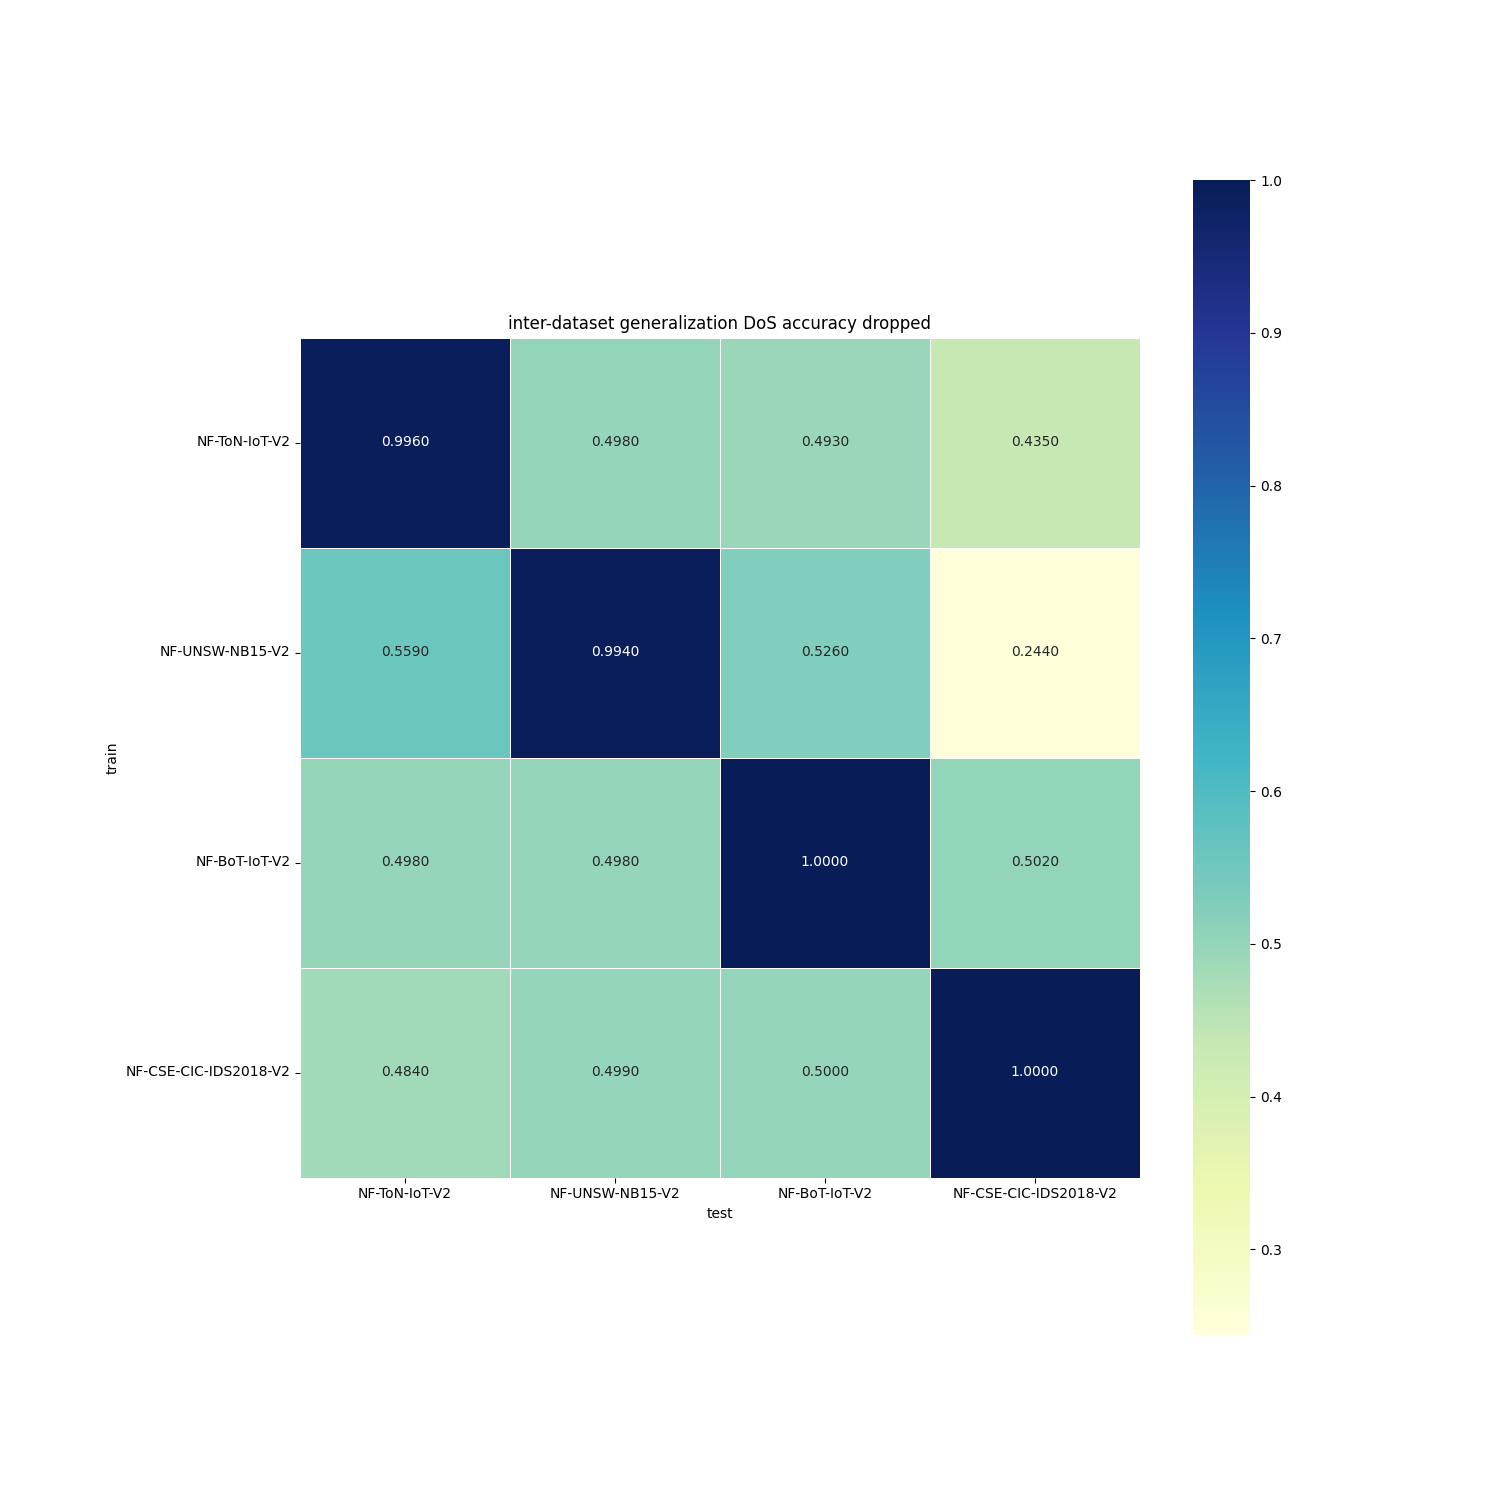 inter-dataset generalization DoS accuracy dropped
NF-ToN-IoT-V2
0.9960 0.4980 0.4930 0.4350
NF-UNSW-NB15-V2
0.5590 0.9940 0.5260 0.2440
train
NF-BoT-IoT-V2
0.4980 0.4980 1.0000 0.5020
NF-CSE-CIC-IDS2018-V2
0.4840 0.4990 0.5000 1.0000
NF-ToN-IoT-V2 NF-UNSW-NB15-V2 NF-BoT-IoT-V2 NF-CSE-CIC-IDS2018-V2
test
1.0
0.9
0.8
0.7
0.6
0.5
0.4
0.3